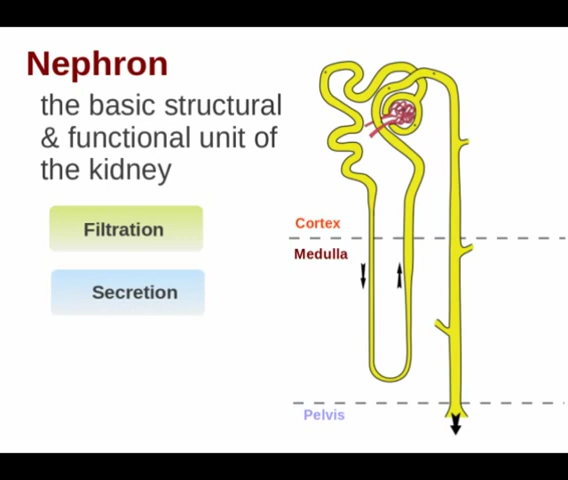 Nephron
the basic structural
& functional unit of
the kidney
Filtration
Secretion
Cortex
Medulla
Pelvis